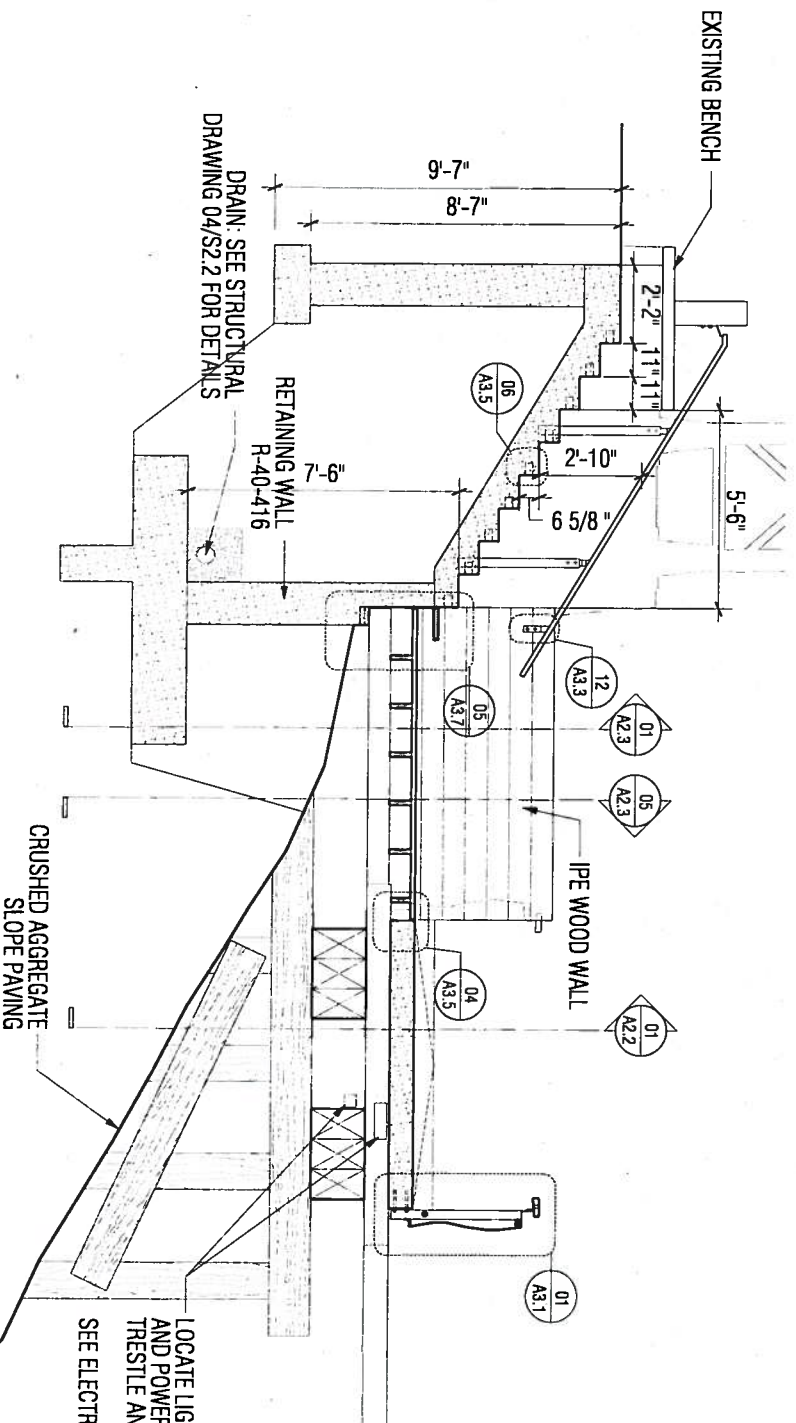 EXISTING BENCH
9'-7"
8'-7"
2'-2"
11"
11"
5'-6"
2'-10"
6 5/8 "
7'-6"
06
A3.5
DRAIN: SEE STRUCTURAL
DRAWING 04/S2.2 FOR DETAILS
RETAINING WALL
R-40-416
12
A3.3
05
A3.7
01
A2.3
05
A2.3
IPE WOOD WALL
04
A3.5
01
A2.2
CRUSHED AGGREGATE
SLOPE PAVING
01
A3.1
LOCATE LIG
AND POWER
TRESTLE AN
SEE ELECTR